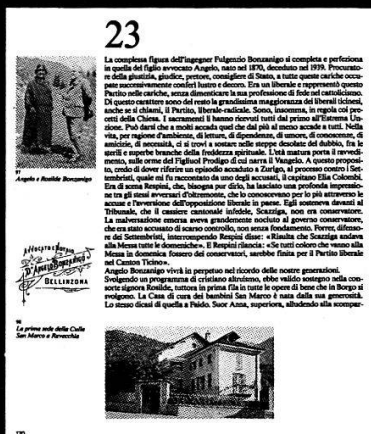 23
La complessa figura dell'ingegner Fulgenzio Bonzanigo si completa e perfeziona
in quella del figlio avvocato Angelo, nato nel 1870, deceduto nel 1939. Procurato-
re della giustizia, giudice, pretore, consigliere di Stato, a tutte queste cariche occu-
pate successivamente conferì lustro e decoro. Era un liberale e rappresentò questo
Partito nelle cariche, senza dimenticare la sua professione di fede nel cattolicismo.
Di questo carattere sono del resto la grandissima maggioranza dei liberali ticinesi,
anche se si chiami, il Partito, liberale-radicale. Sono, insomma, in regola coi pre-
cetti della Chiesa. I sacramenti li hanno ricevuti tutti dal primo all'Estrema Un-
zione. Può darsi che a molti accada quel che dal più al meno accade a tutti. Nella
vita, per ragione d'ambiente, di letture, di dipendenze, di umore, di conoscenze, di
amicizie, di necessità, ci si trovi a sostare nelle steppe desolate del dubbio, fra le
sterili e superbe branche della freddezza spirituale. L'età matura porta il ravvedi-
mento, sulle orme del Figliuol Prodigo di cui narra il Vangelo. A questo proposi-
to, credo di dover riferire un episodio accaduto a Zurigo, al processo contro i Set-
tembristi, quale mi fu raccontato da uno degli accusati, il capitano Elia Colombi.
Era di scena Respini, che, bisogna pur dirlo, ha lasciato una profonda impressio-
ne tra gli stessi avversari d'oltremonte, che lo conoscevano per lo più attraverso le
accuse e l'avversione dell'opposizione liberale in paese. Egli sosteneva davanti al
Tribunale, che il cassiere cantonale infedele, Scazziga, non era conservatore.
La malversazione emersa aveva grandemente nociuto al governo conservatore,
che era stato accusato di scarso controllo, non senza fondamento. Forrer, difenso-
re dei Settembristi, interrompendo Respini disse: «Risulta che Scazziga andava
alla Messa tutte le domeniche». E Respini rilancia: «Se tutti coloro che vanno alla
Messa in domenica fossero dei conservatori, sarebbe finita per il Partito liberale
nel Canton Ticino».
Angelo Bonzanigo vivrà in perpetuo nel ricordo delle nostre generazioni.
Svolgendo un programma di cristiano altruismo, ebbe valido sostegno nella con-
sorte signora Rosilde, tuttora in prima fila in tutte le opere di bene che in Borgo si
svolgono. La Casa di cura dei bambini San Marco è nata dalla sua generosità.
Lo stesso dicasi di quella a Faido. Suor Anna, superiora, alludendo alla scompar-
97
Angelo e Rosilde Bonzanigo
Avvocato e Notaio
Dr. Angelo Bonzanigo
BELLINZONA
98
La prima sede della Culla
San Marco a Ravecchia